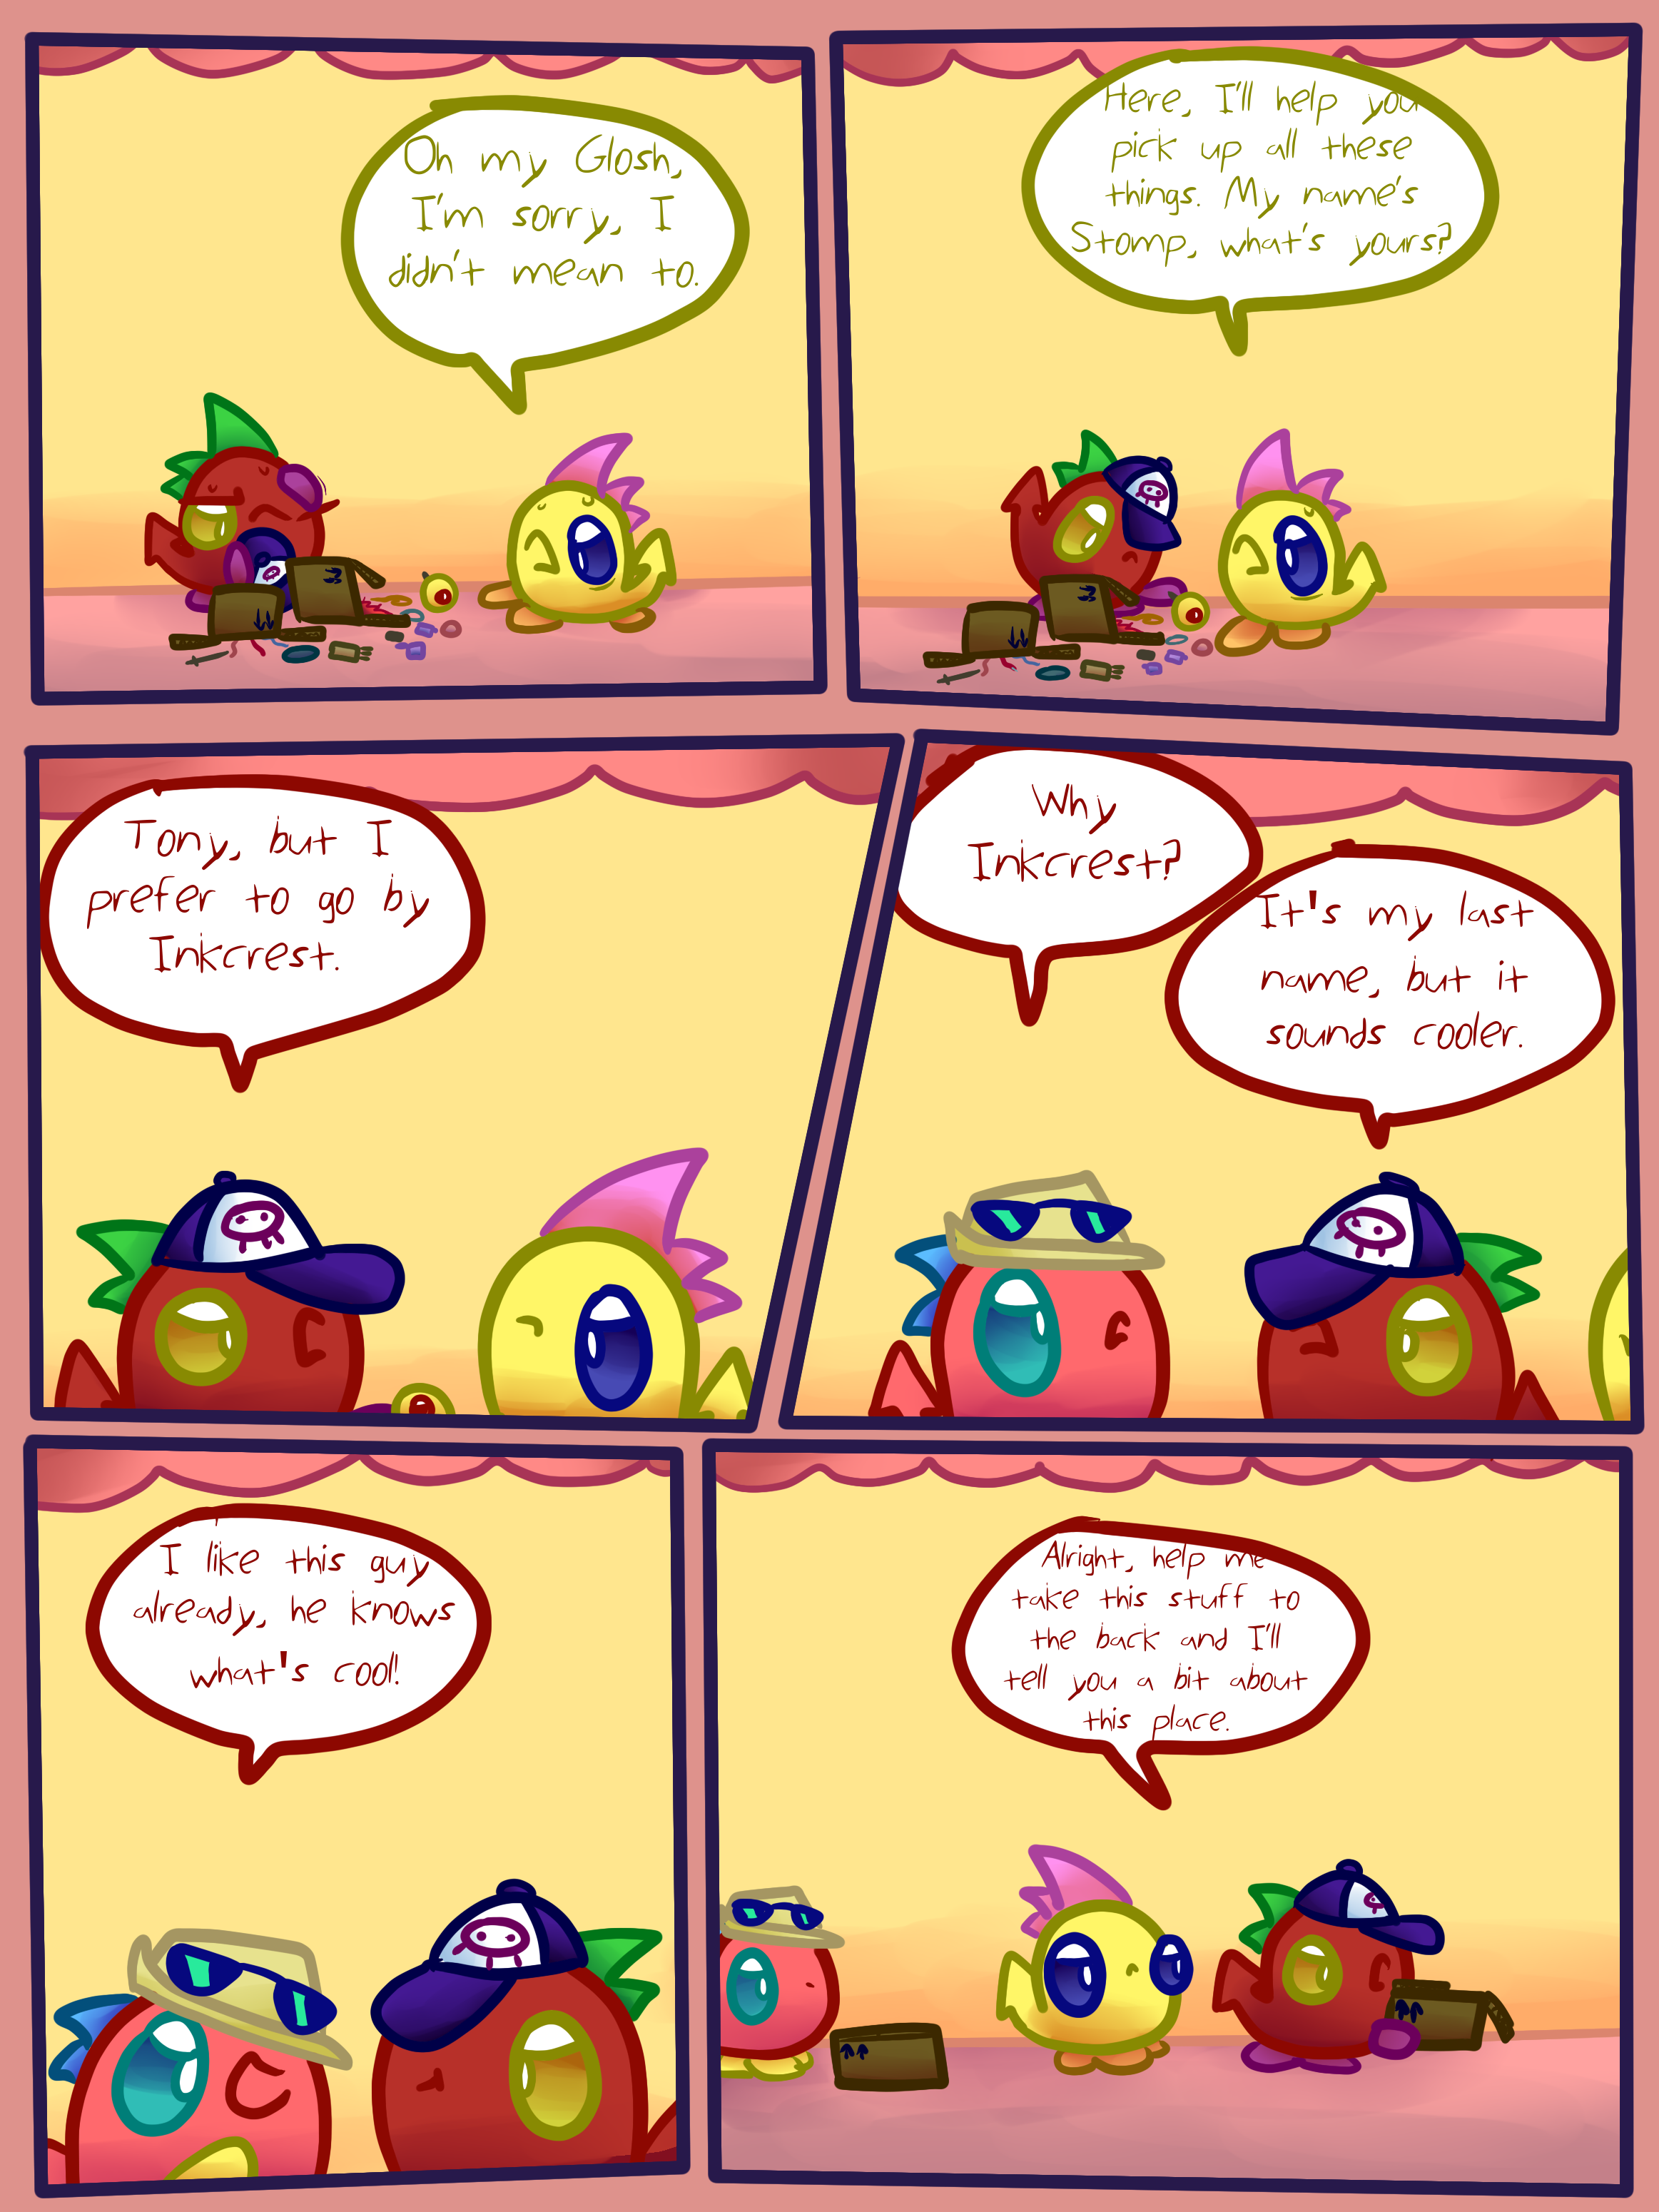 Oh my Glosh,
I'm sorry, I
didn't mean to.
Here, I'll help you
pick up all these
things. My name's
Stomp, what's yours?
Tony, but I
prefer to go by
Inkcrest.
Why
Inkcrest?
It's my last
name, but it
sounds cooler.
I like this guy
already, he knows
what's cool!
Alright, help me
take this stuff to
the back and I'll
tell you a bit about
this place.